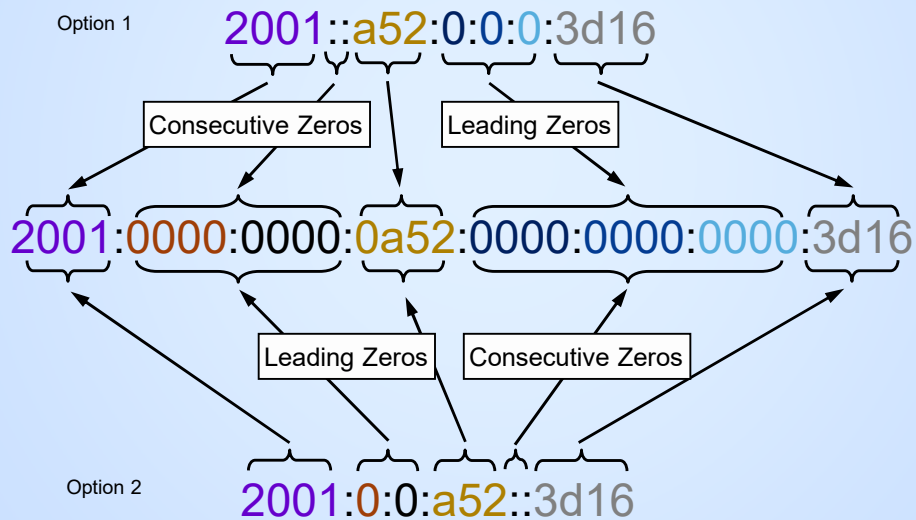 Option 1
2001::a52:0:0:0:3d16
Consecutive Zeros
Leading Zeros
2001:0000:0000:0a52:0000:0000:0000:3d16
Leading Zeros
Consecutive Zeros
Option 2
2001:0:0:a52::3d16